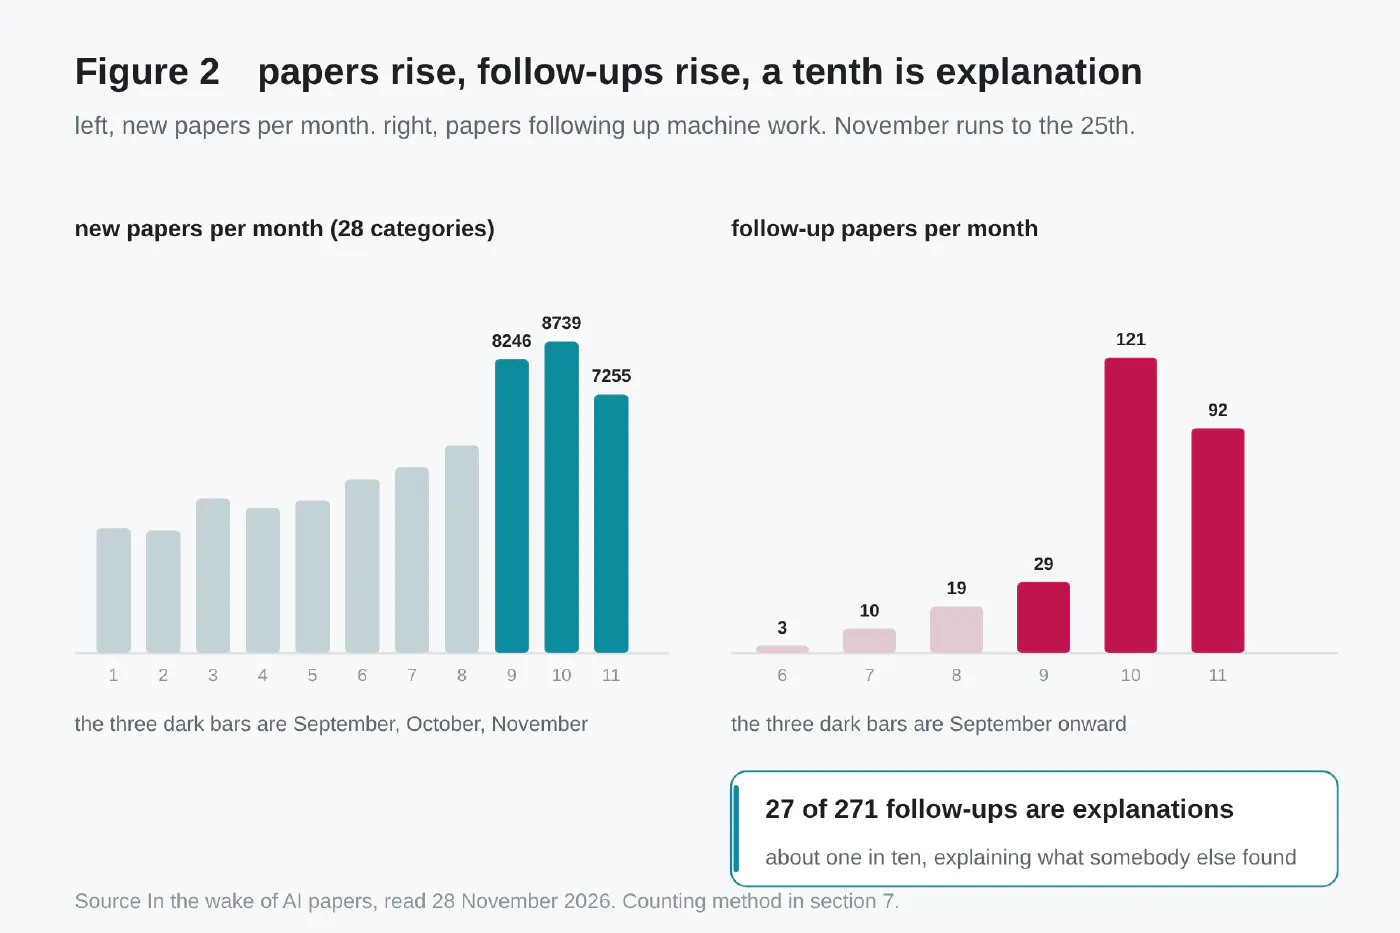 Figure 2 papers rise, follow-ups rise, a tenth is explanation
left, new papers per month. right, papers following up machine work. November runs to the 25th.
new papers per month (28 categories)
8246
8739
7255
1 2 3 4 5 6 7 8 9 10 11
the three dark bars are September, October, November
follow-up papers per month
3
10
19
29
121
92
6 7 8 9 10 11
the three dark bars are September onward
27 of 271 follow-ups are explanations
about one in ten, explaining what somebody else found
Source In the wake of AI papers, read 28 November 2026. Counting method in section 7.